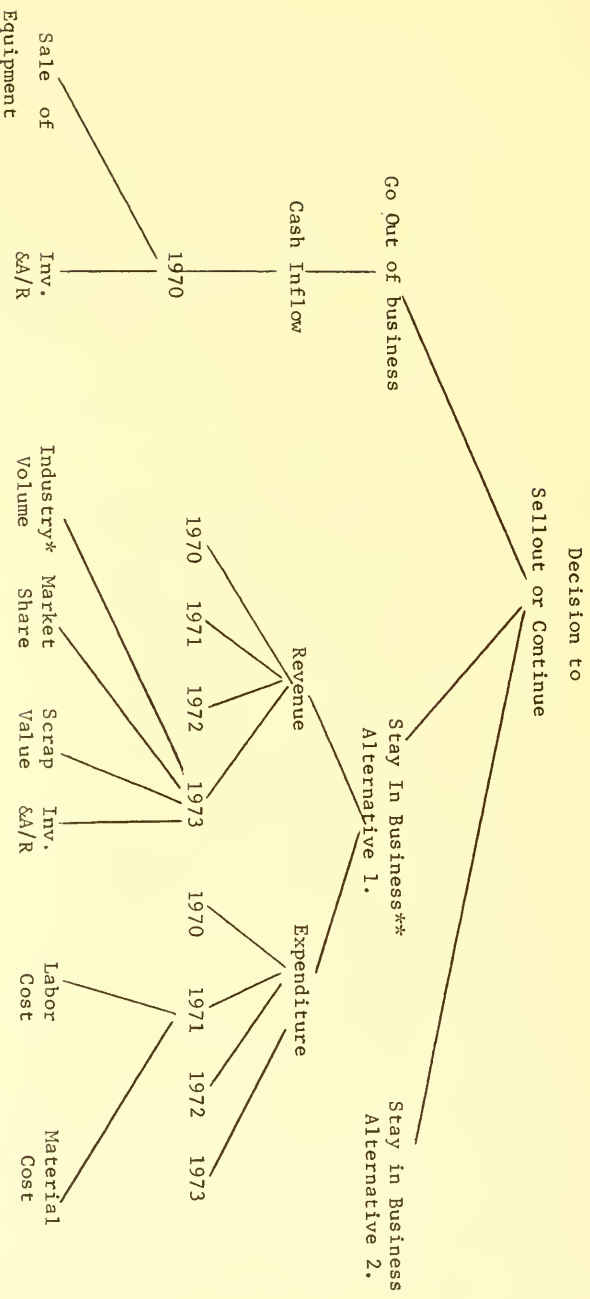 Decision to
Sellout or Continue
Go Out of business
Stay In Business**
Alternative 1.
Stay in Business
Alternative 2.
Cash Inflow
Revenue
Expenditure
1970
1970
1971
1972
1973
1970
1971
1972
1973
Sale of
Equipment
Inv.
&A/R
Industry*
Volume
Market
Share
Scrap
Value
Inv.
&A/R
Labor
Cost
Material
Cost